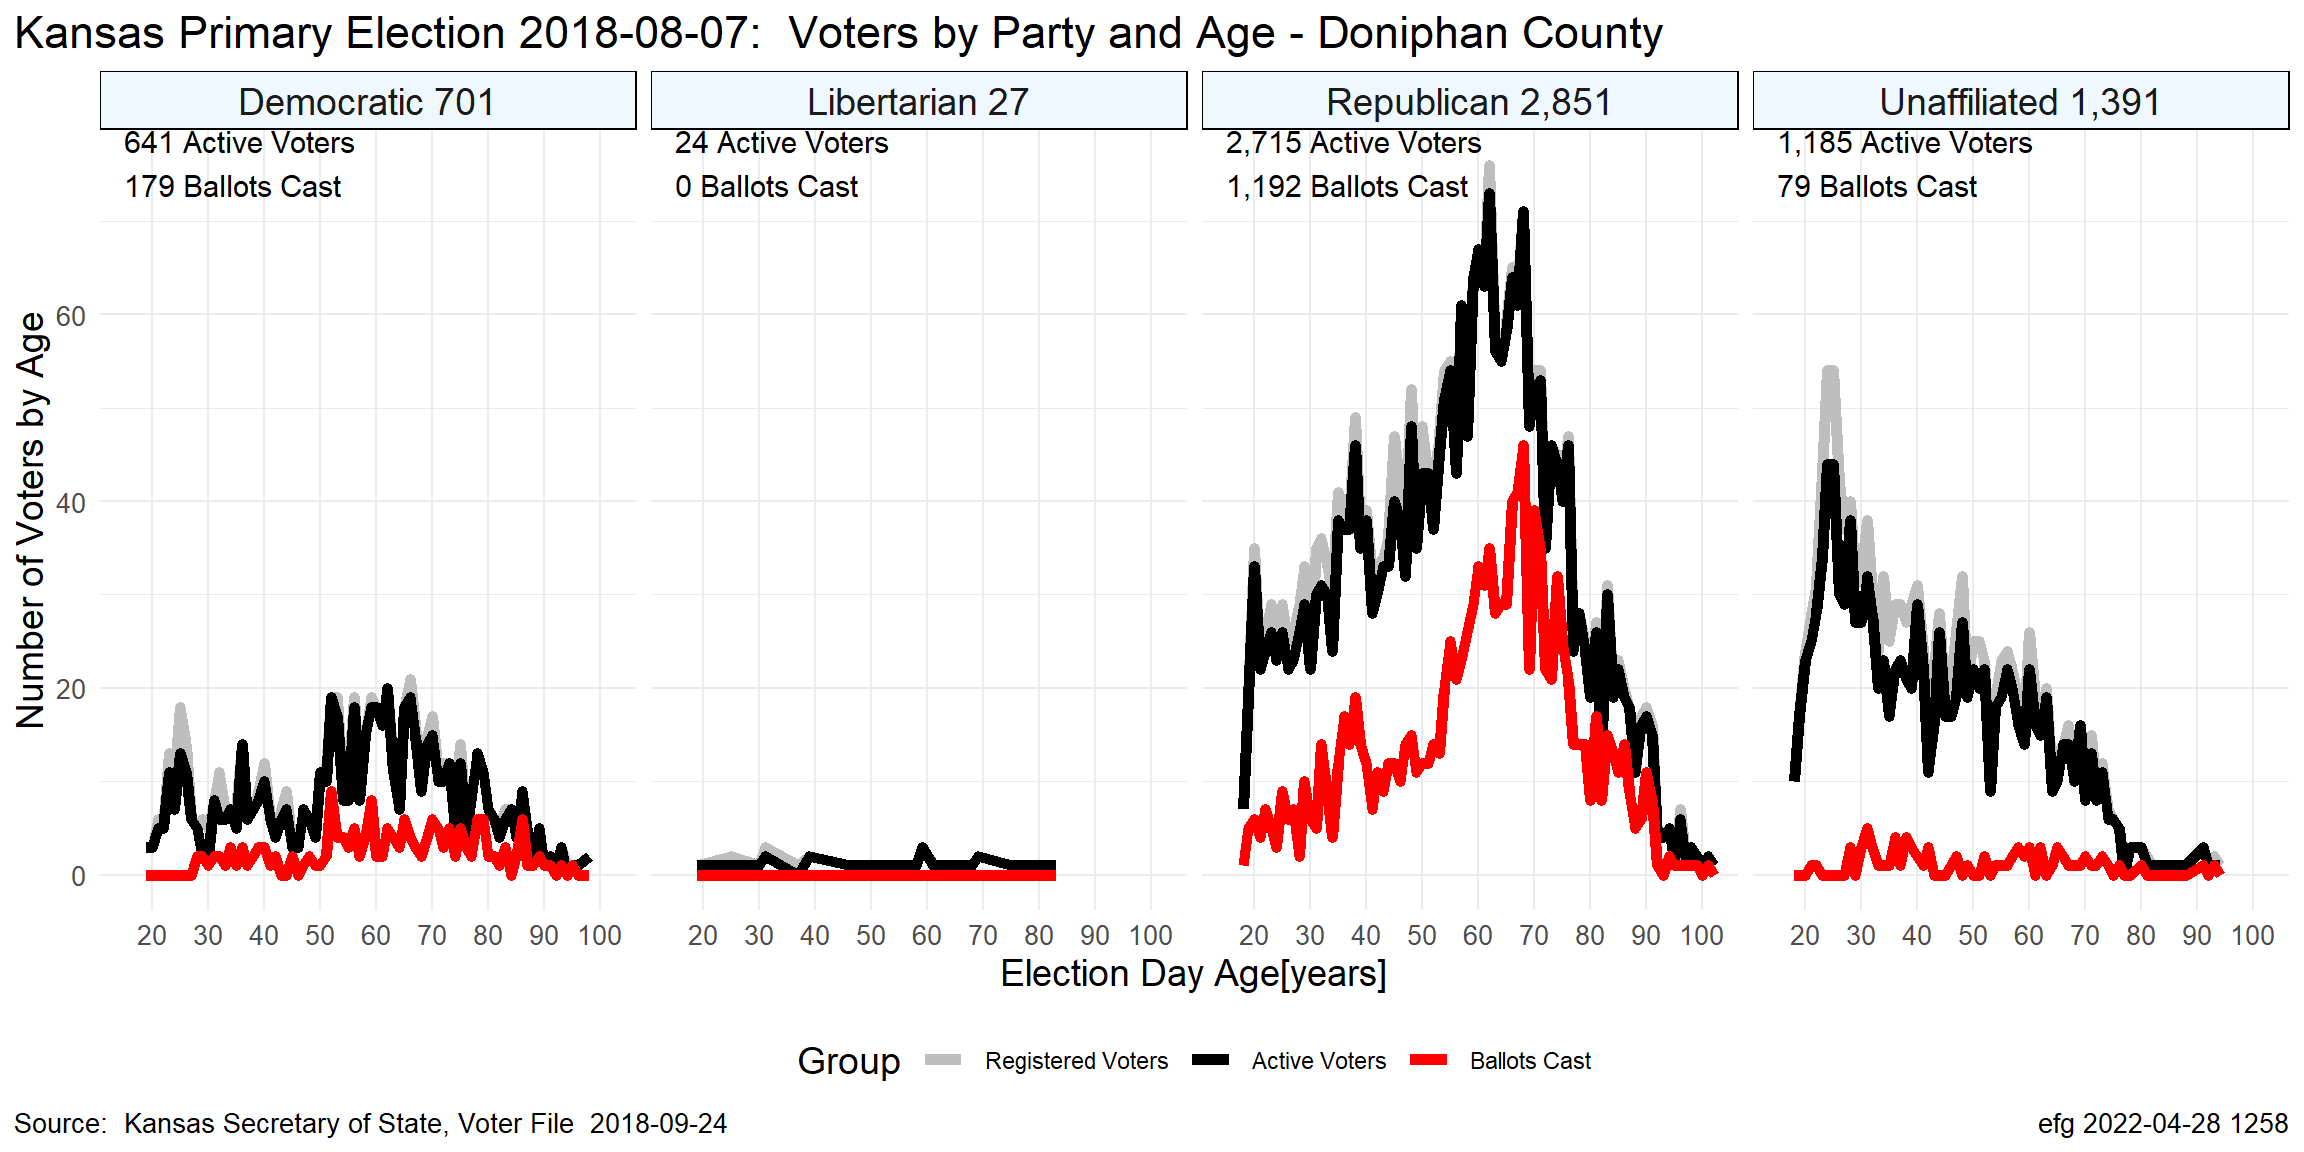 Kansas Primary Election 2018-08-07:  Voters by Party and Age - Doniphan County
Democratic 701
Libertarian 27
Republican 2,851
Unaffiliated 1,391
641 Active Voters
179 Ballots Cast
24 Active Voters
0 Ballots Cast
2,715 Active Voters
1,192 Ballots Cast
1,185 Active Voters
79 Ballots Cast
Number of Voters by Age
60
40
20
0
20 30 40 50 60 70 80 90 100
20 30 40 50 60 70 80 90 100
20 30 40 50 60 70 80 90 100
20 30 40 50 60 70 80 90 100
Election Day Age[years]
Group Registered Voters Active Voters Ballots Cast
Source:  Kansas Secretary of State, Voter File  2018-09-24
efg 2022-04-28 1258